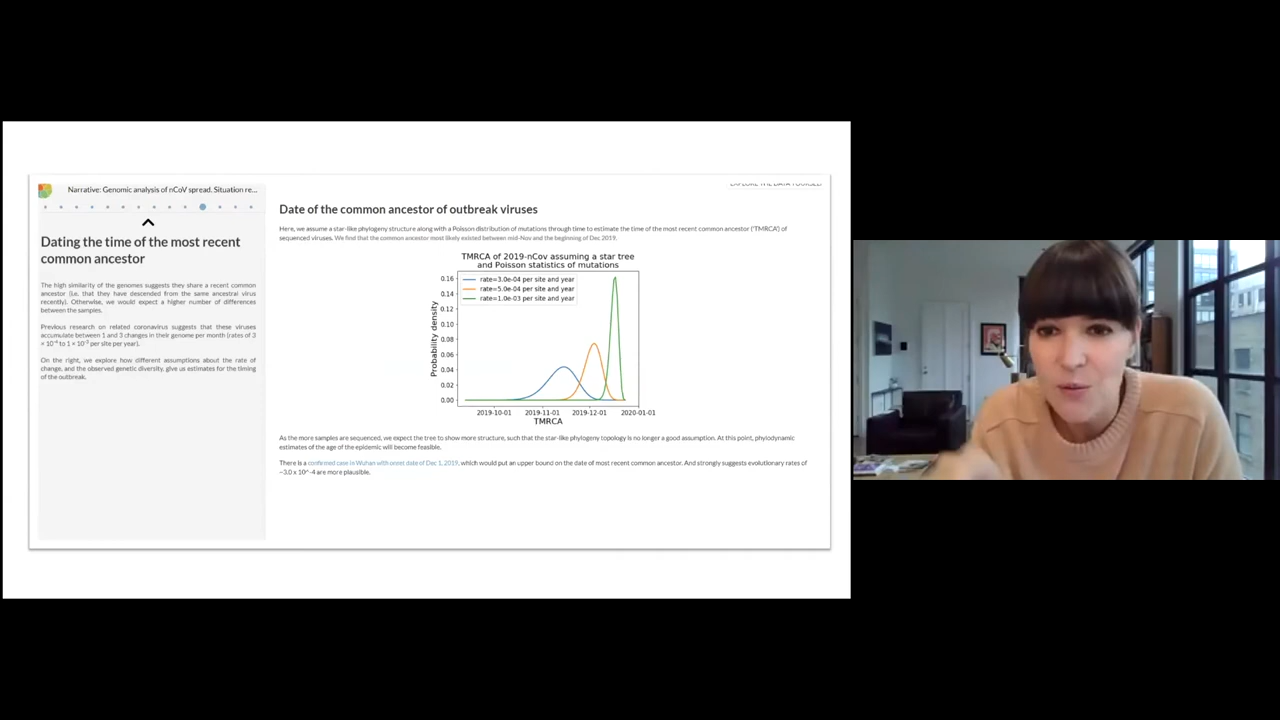 Narrative: Genomic analysis of nCoV spread. Situation re...
Dating the time of the most recent
common ancestor
The high similarity of the genomes suggests they share a recent common
ancestor (i.e. that they have descended from the same ancestral virus
recently). Otherwise, we would expect a higher number of differences
between the samples.
Previous research on related coronavirus suggests that these viruses
accumulate between 1 and 3 changes in their genome per month (rates of 3
× 10⁻⁴ to 1 × 10⁻³ per site per year).
On the right, we explore how different assumptions about the rate of
change, and the observed genetic diversity, give us estimates for the timing
of the outbreak.
EXPLORE THE DATA YOURSELF
Date of the common ancestor of outbreak viruses
Here, we assume a star-like phylogeny structure along with a Poisson distribution of mutations through time to estimate the time of the most recent common ancestor ('TMRCA') of
sequenced viruses. We find that the common ancestor most likely existed between mid-Nov and the beginning of Dec 2019.
TMRCA of 2019-nCov assuming a star tree
and Poisson statistics of mutations
rate=3.0e-04 per site and year
rate=5.0e-04 per site and year
rate=1.0e-03 per site and year
Probability density
0.16
0.14
0.12
0.10
0.08
0.06
0.04
0.02
0.00
2019-10-01 2019-11-01 2019-12-01 2020-01-01
TMRCA
As the more samples are sequenced, we expect the tree to show more structure, such that the star-like phylogeny topology is no longer a good assumption. At this point, phylodynamic
estimates of the age of the epidemic will become feasible.
There is a confirmed case in Wuhan with onset date of Dec 1, 2019, which would put an upper bound on the date of most recent common ancestor. And strongly suggests evolutionary rates of
~3.0 x 10^-4 are more plausible.